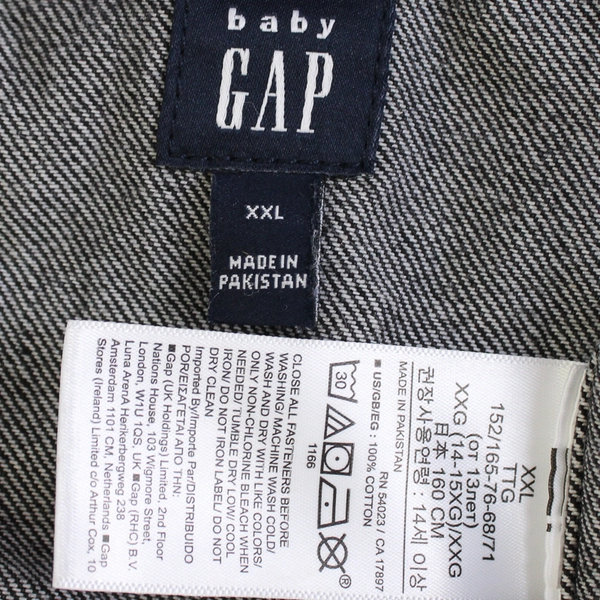 baby
GAP
XXL
MADE IN
PAKISTAN
XXL
TTG
152/165-76-68/71
(от 13лет)
XXG (14-15XG)/XXG
日本 160 CM
권장사용연령: 14세 이상
MADE IN PAKISTAN
RN 54023 / CA 17897
■ US/GB/EG : 100% COTTON
30
1166
CLOSE ALL FASTENERS BEFORE
WASHING/ MACHINE WASH COLD
WASH AND DRY WITH LIKE COLORS/
ONLY NON-CHLORINE BLEACH WHEN
NEEDED/ TUMBLE DRY LOW/ COOL
IRON/ DO NOT IRON LABEL/ DO NOT
DRY CLEAN
Imported By/Importe Par/DISTRIBUIDO
POR/ΕΙΣΑΓΕΤΑΙ ΑΠΟ ΤΗΝ:
■Gap (UK Holdings) Limited, 2nd Floor
Nations House, 103 Wigmore Street,
London, W1U 1QS, UK ■Gap (RHC) B.V.
Luna ArenA Herikerbergweg 238
Amsterdam 1101 CM, Netherlands ■Gap
Stores (Ireland) Limited c/o Arthur Cox, 10